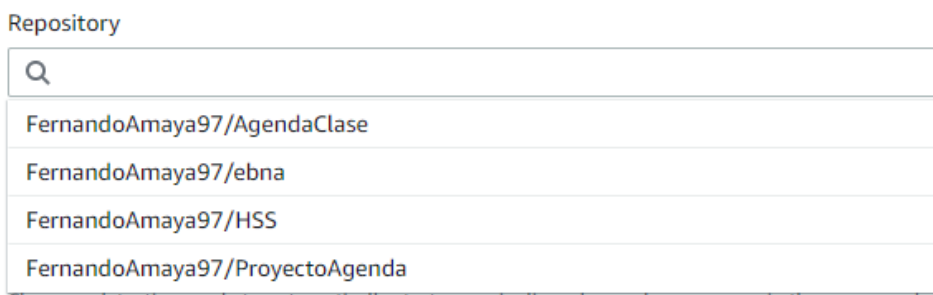 Repository
FernandoAmaya97/AgendaClase
FernandoAmaya97/ebna
FernandoAmaya97/HSS
FernandoAmaya97/ProyectoAgenda